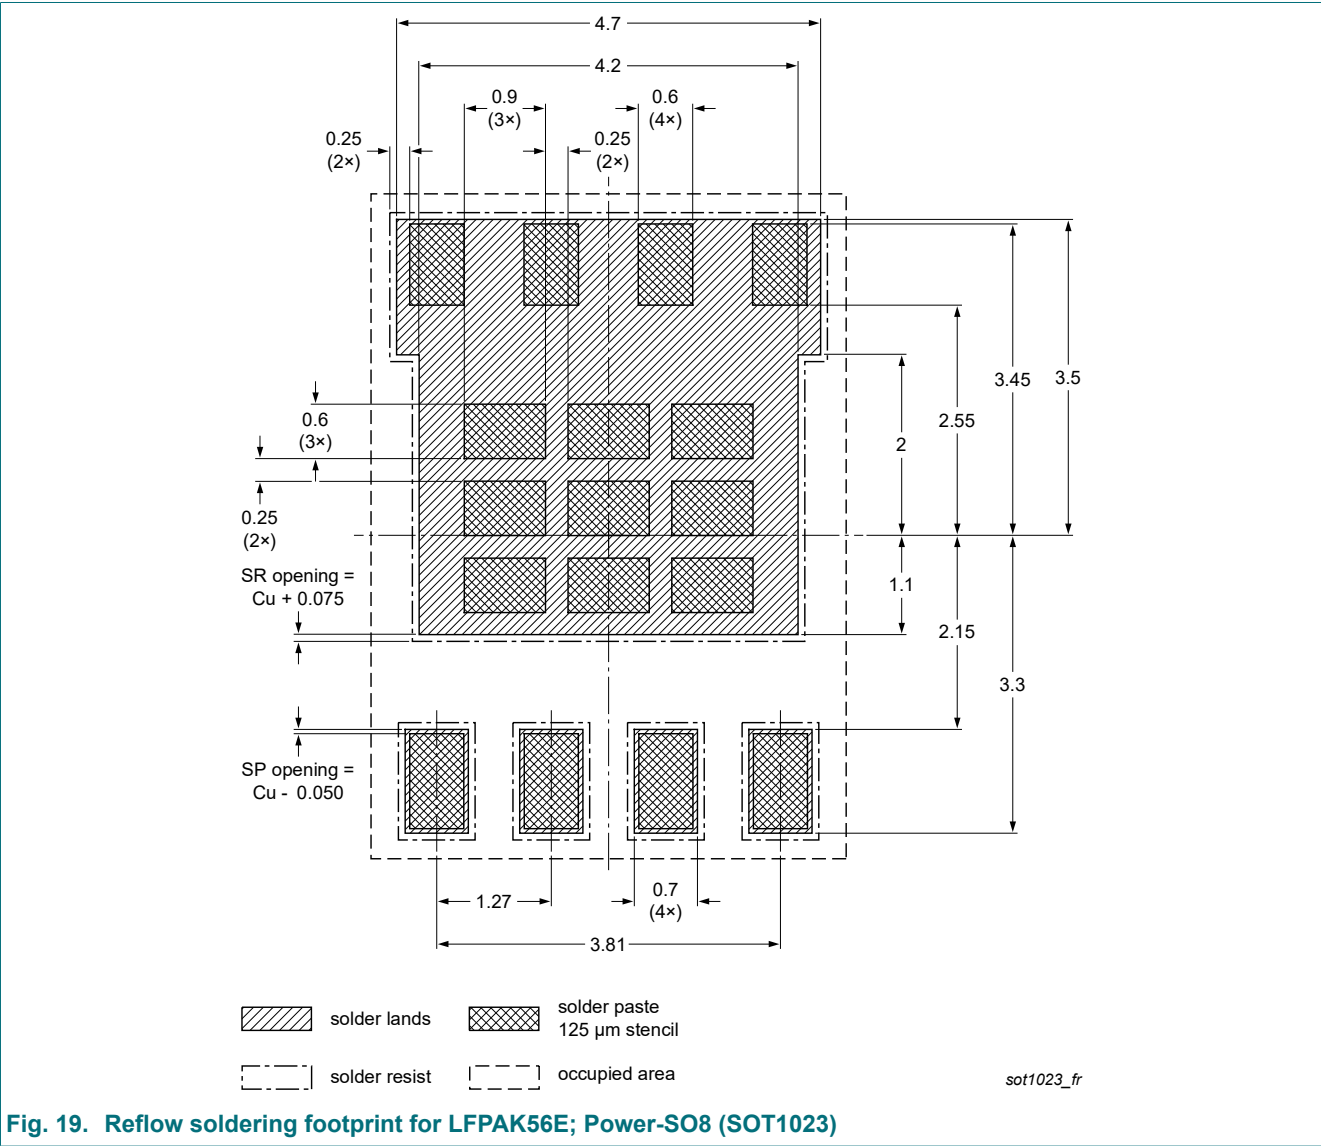 4.7
4.2
0.9
(3×)
0.6
(4×)
0.25
(2×)
0.25
(2×)
3.45
3.5
2.55
2
0.6
(3×)
0.25
(2×)
SR opening =
Cu + 0.075
1.1
2.15
3.3
SP opening =
Cu - 0.050
1.27
0.7
(4×)
3.81
solder lands
solder paste
125 µm stencil
solder resist
occupied area
sot1023_fr
Fig. 19. Reflow soldering footprint for LFPAK56E; Power-SO8 (SOT1023)